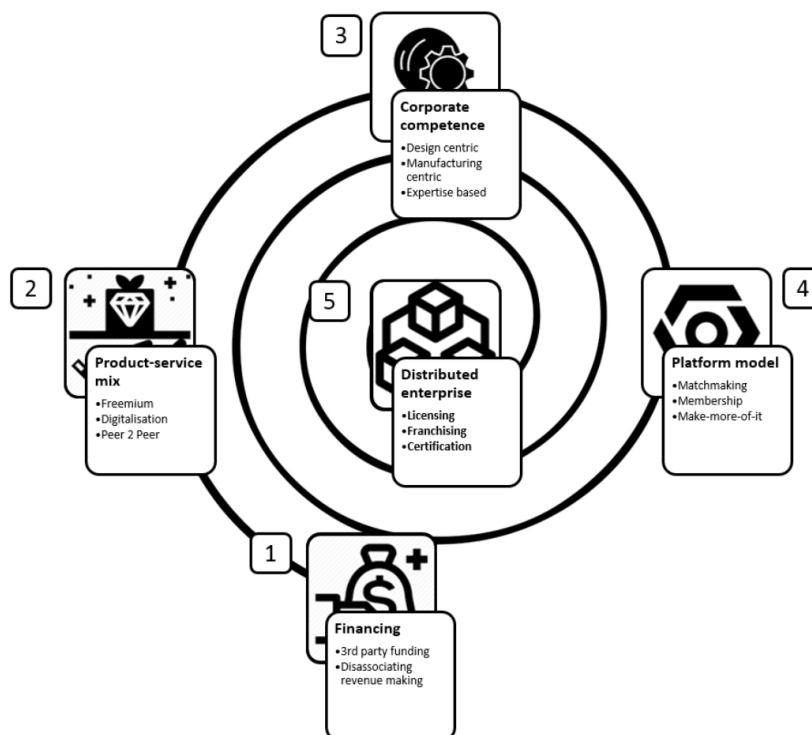 3
Corporate
competence
•Design centric
•Manufacturing
centric
•Expertise based
2
Product-service
mix
•Freemium
•Digitalisation
•Peer 2 Peer
5
Distributed
enterprise
•Licensing
•Franchising
•Certification
4
Platform model
•Matchmaking
•Membership
•Make-more-of-it
1
$
Financing
•3rd party funding
•Disassociating
revenue making